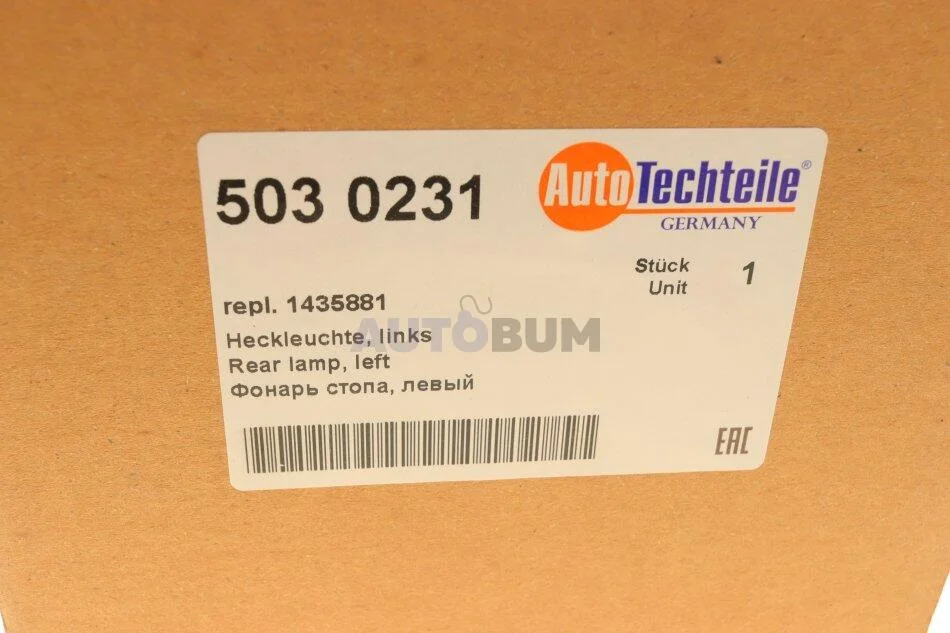 503 0231
AutoTechteile®
GERMANY
Stück 1
Unit
repl. 1435881
AUTOBUM
Heckleuchte, links
Rear lamp, left
Фонарь стопа, левый
EAC